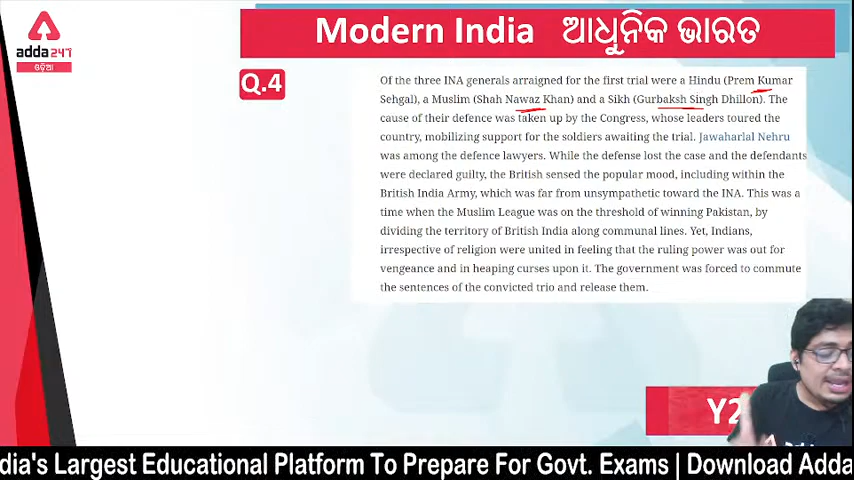 adda247
ଓଡ଼ିଆ
Modern India ଆଧୁନିକ ଭାରତ
Q.4
Of the three INA generals arraigned for the first trial were a Hindu (Prem Kumar
Sehgal), a Muslim (Shah Nawaz Khan) and a Sikh (Gurbaksh Singh Dhillon). The
cause of their defence was taken up by the Congress, whose leaders toured the
country, mobilizing support for the soldiers awaiting the trial. Jawaharlal Nehru
was among the defence lawyers. While the defense lost the case and the defendants
were declared guilty, the British sensed the popular mood, including within the
British India Army, which was far from unsympathetic toward the INA. This was a
time when the Muslim League was on the threshold of winning Pakistan, by
dividing the territory of British India along communal lines. Yet, Indians,
irrespective of religion were united in feeling that the ruling power was out for
vengeance and in heaping curses upon it. The government was forced to commute
the sentences of the convicted trio and release them.
Y2
dia's Largest Educational Platform To Prepare For Govt. Exams | Download Adda